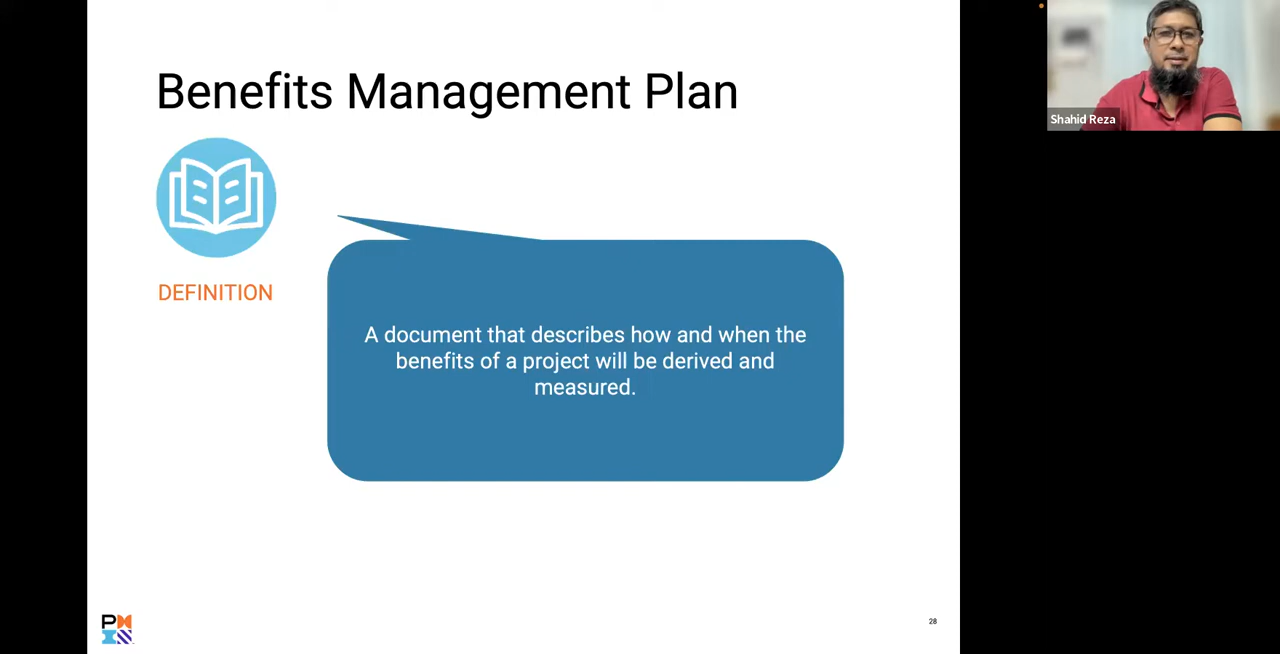 Benefits Management Plan
Shahid Reza
DEFINITION
A document that describes how and when the
benefits of a project will be derived and
measured.
PM
28